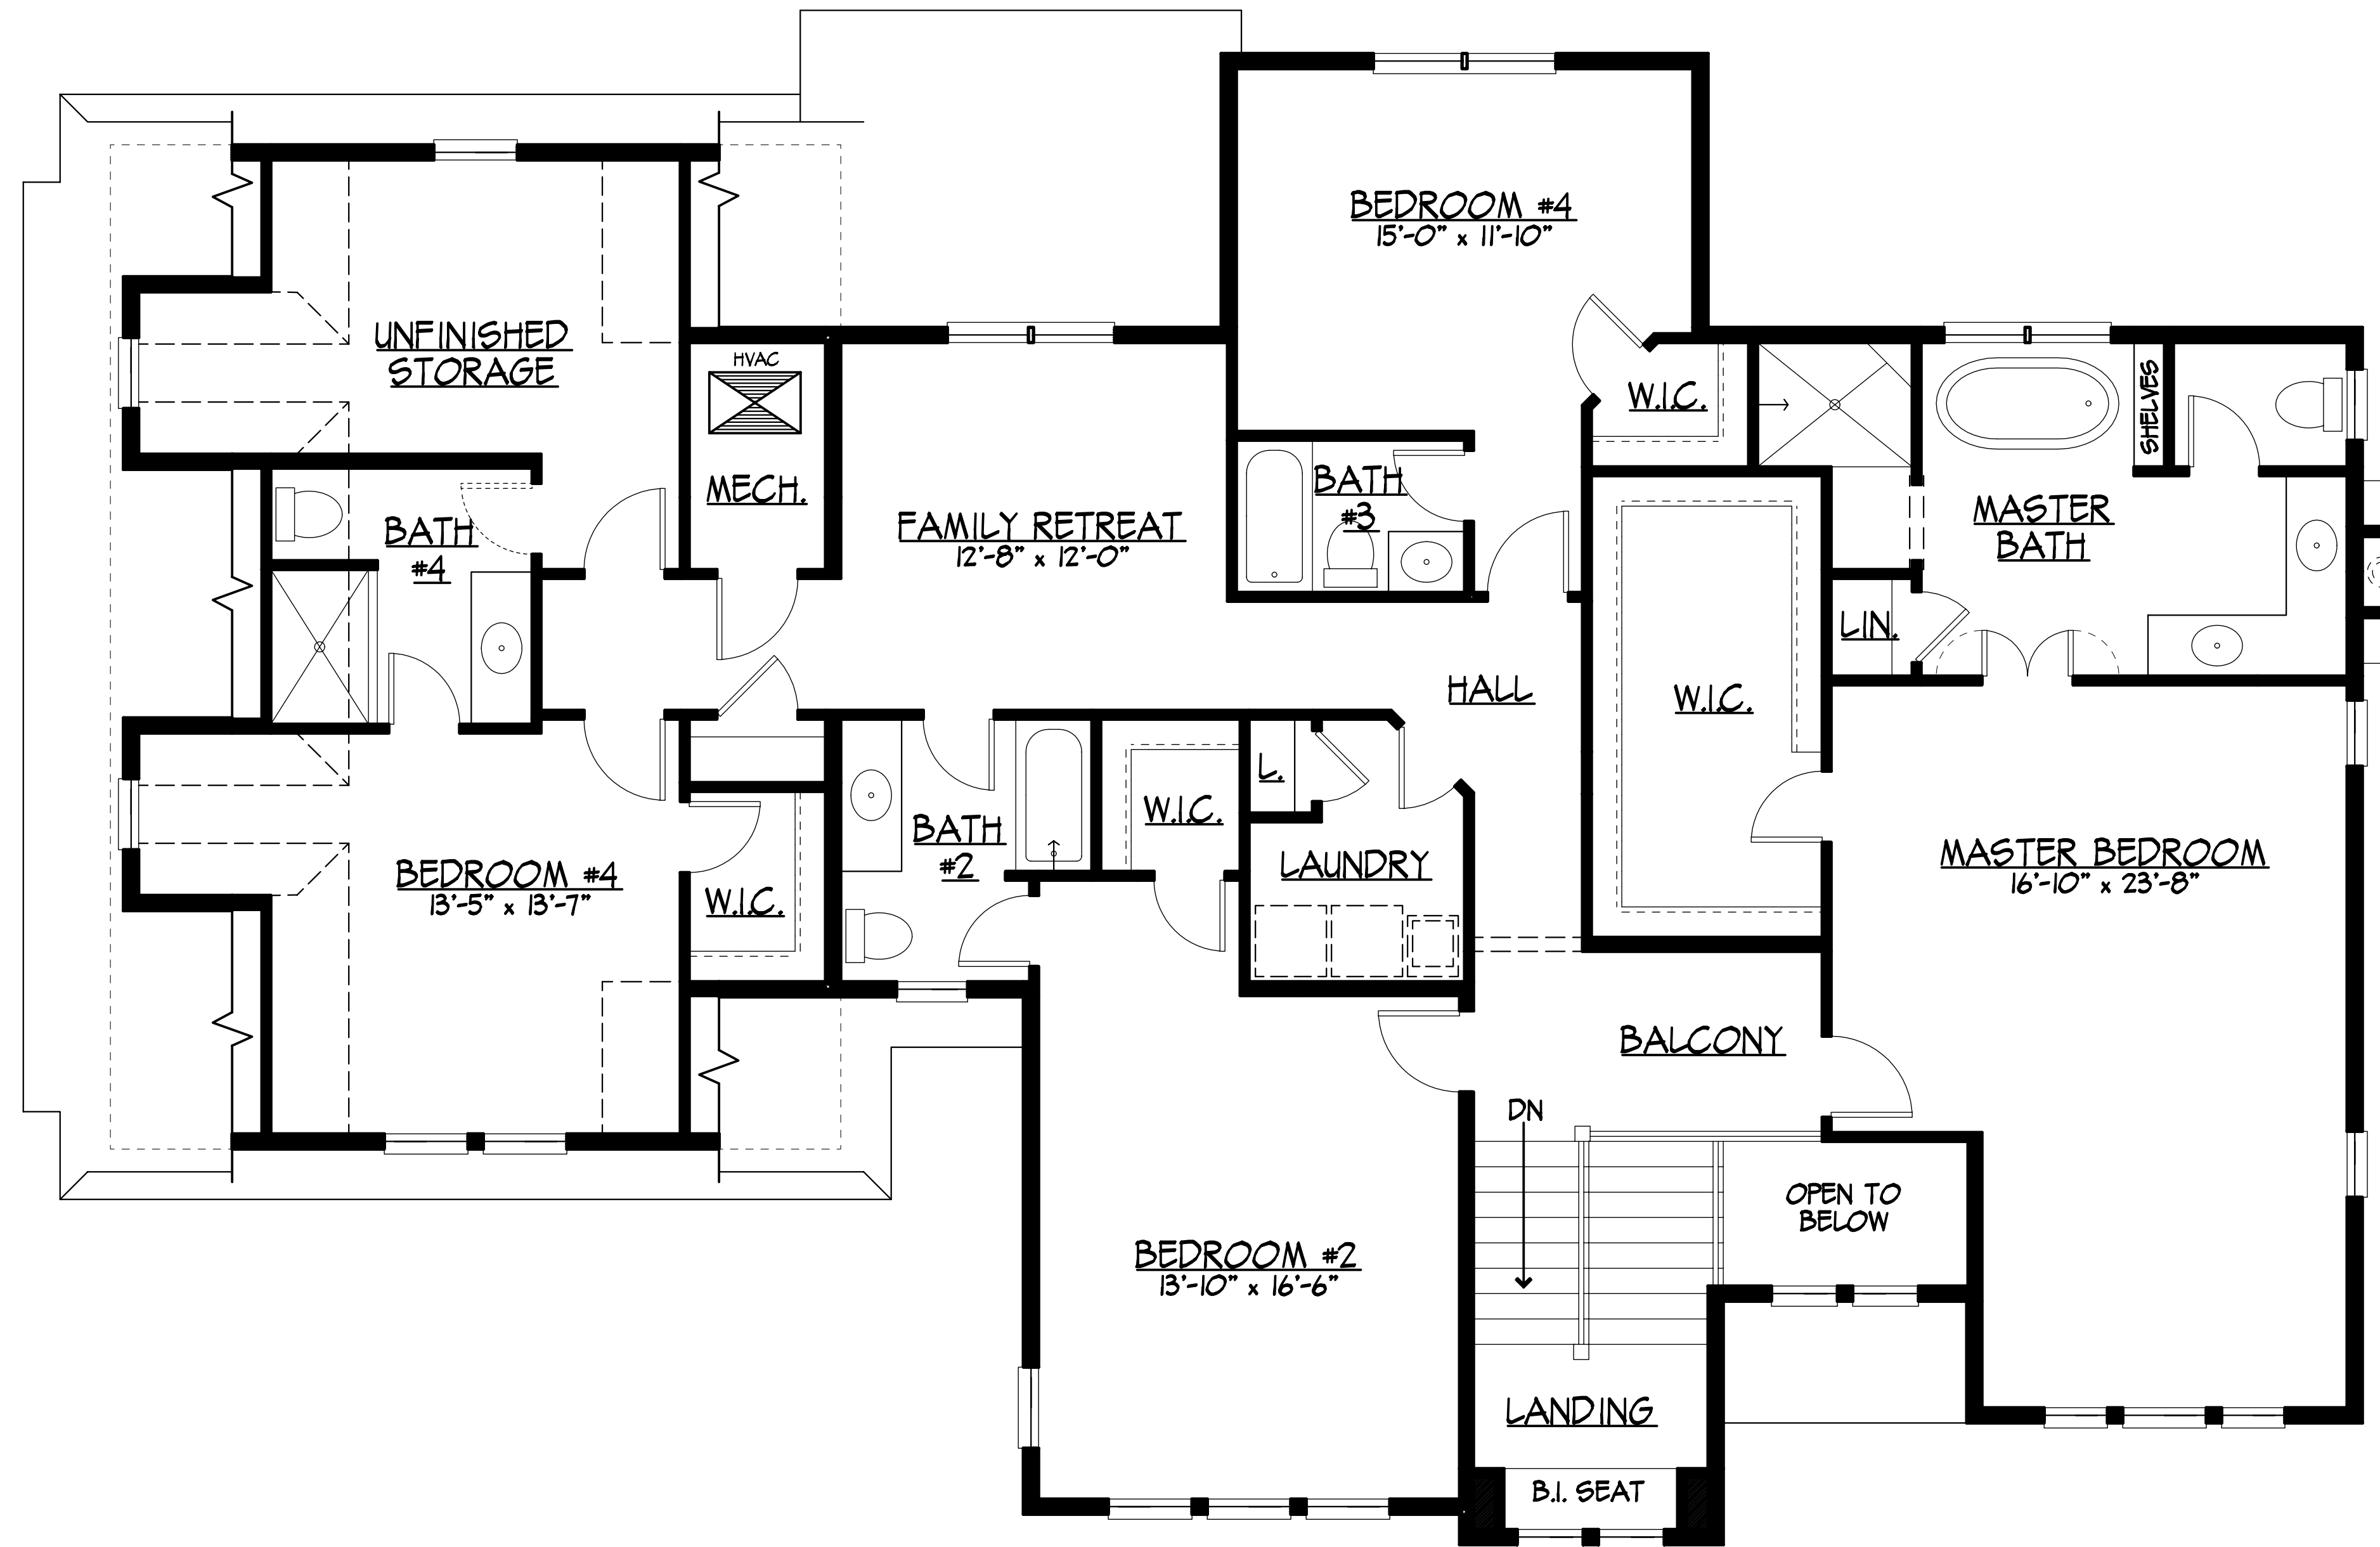 BEDROOM #4
15'-0" x 11'-10"
UNFINISHED
STORAGE
HVAC
MECH.
W.I.C.
SHELVES
BATH
#3
BATH
#4
FAMILY RETREAT
12'-8" x 12'-0"
MASTER
BATH
LIN.
HALL
W.I.C.
L.
W.I.C.
BATH
#2
LAUNDRY
MASTER BEDROOM
16'-10" x 23'-8"
BEDROOM #4
13'-5" x 13'-7"
W.I.C.
BALCONY
DN
OPEN TO
BELOW
BEDROOM #2
13'-10" x 16'-6"
LANDING
B.I. SEAT